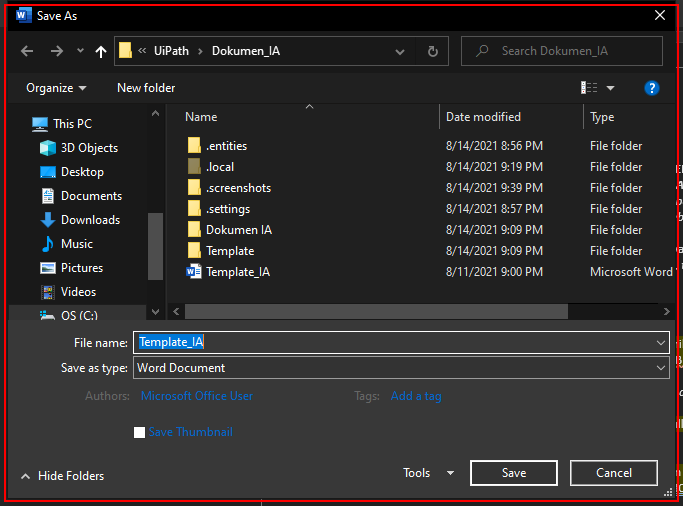 Save As
« UiPath › Dokumen_IA
Search Dokumen_IA
Organize
New folder
Name Date modified Type
This PC
3D Objects
Desktop
Documents
Downloads
Music
Pictures
Videos
OS (C:)
.entities 8/14/2021 8:56 PM File folder
.local 8/14/2021 9:19 PM File folder
.screenshots 8/14/2021 9:39 PM File folder
.settings 8/14/2021 8:57 PM File folder
Dokumen IA 8/14/2021 9:09 PM File folder
Template 8/14/2021 9:09 PM File folder
Template_IA 8/11/2021 9:00 PM Microsoft Word
File name: Template_IA
Save as type: Word Document
Authors: Microsoft Office User Tags: Add a tag
Save Thumbnail
Hide Folders Tools Save Cancel